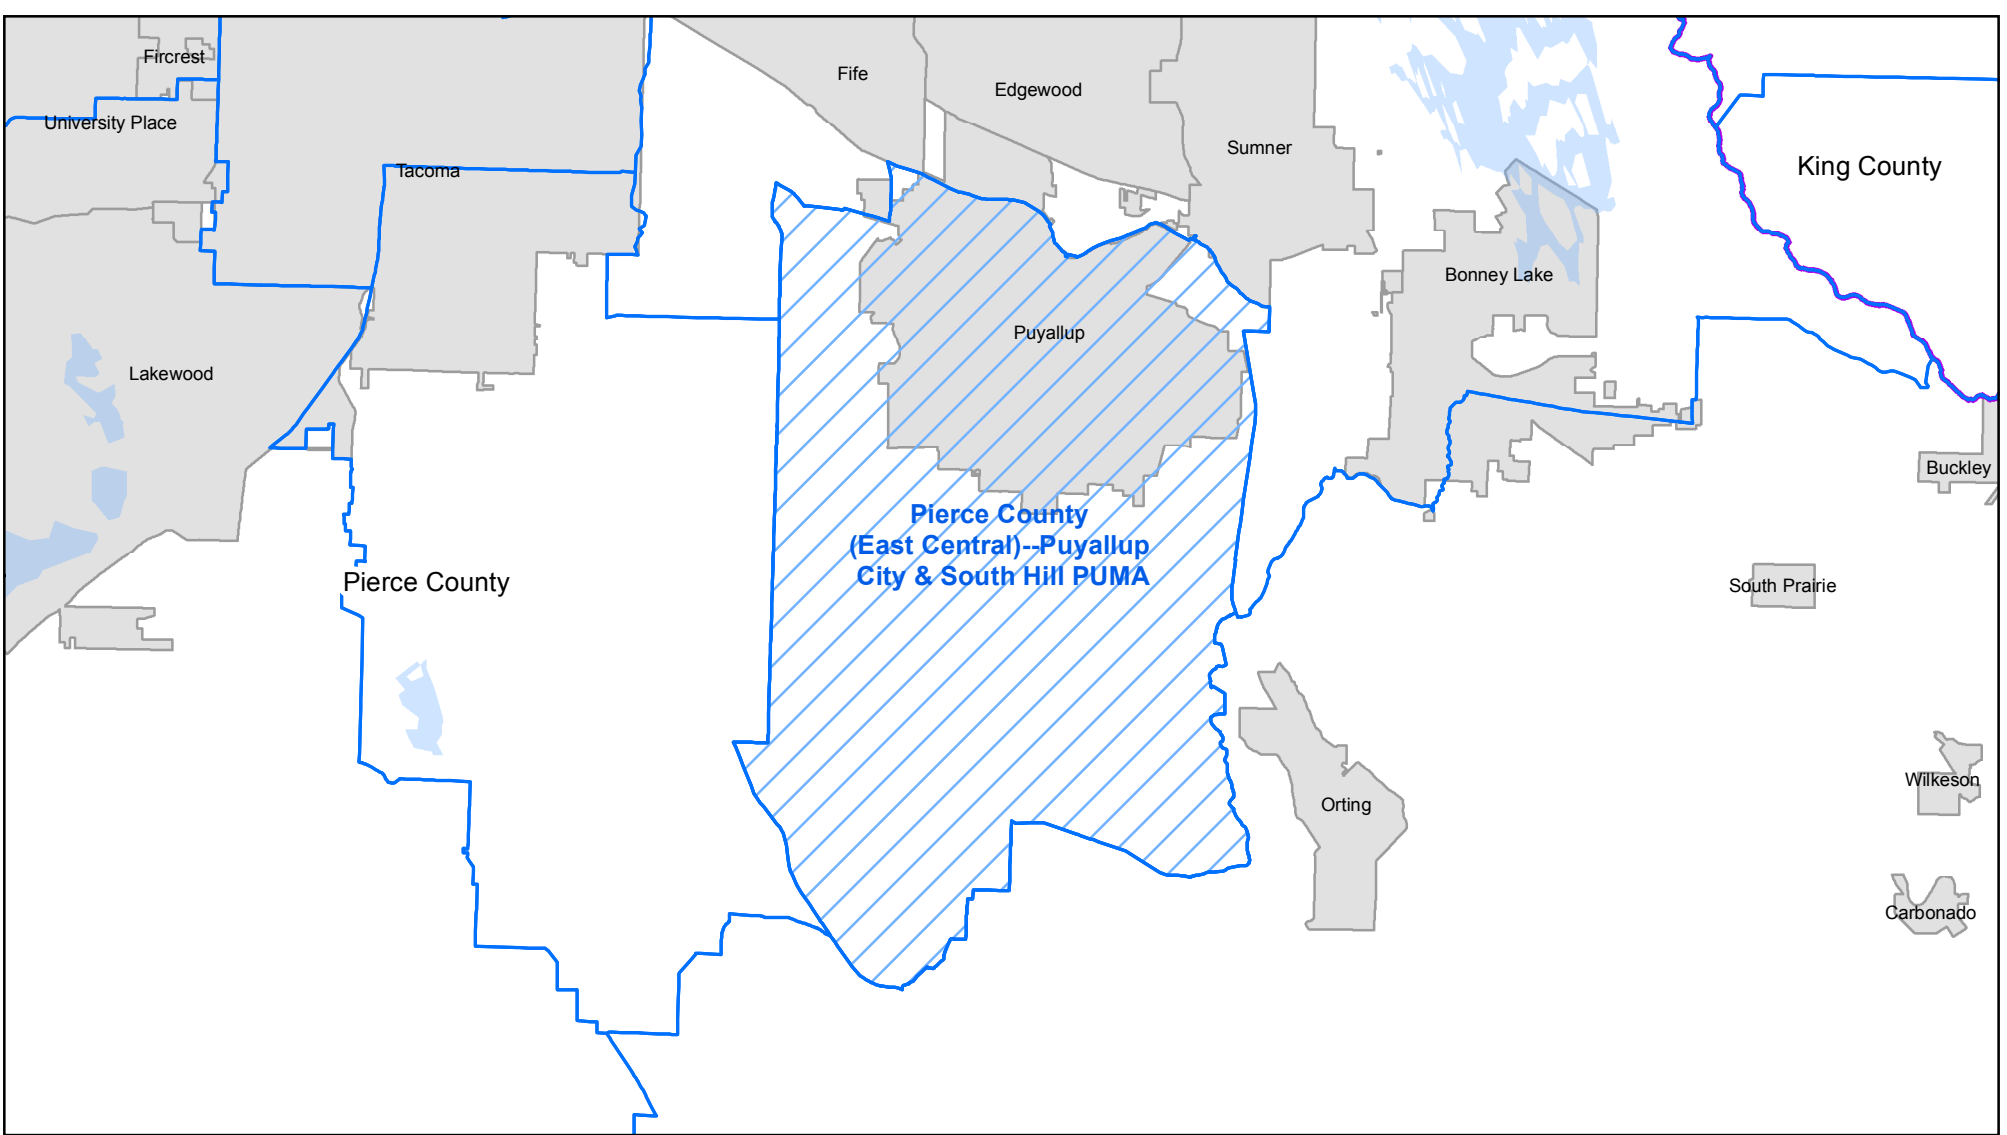 Fircrest
Fife
Edgewood
University Place
Sumner
King County
Tacoma
Bonney Lake
Puyallup
Lakewood
Buckley
Pierce County
(East Central)--Puyallup
City & South Hill PUMA
Pierce County
South Prairie
Wilkeson
Orting
Carbonado